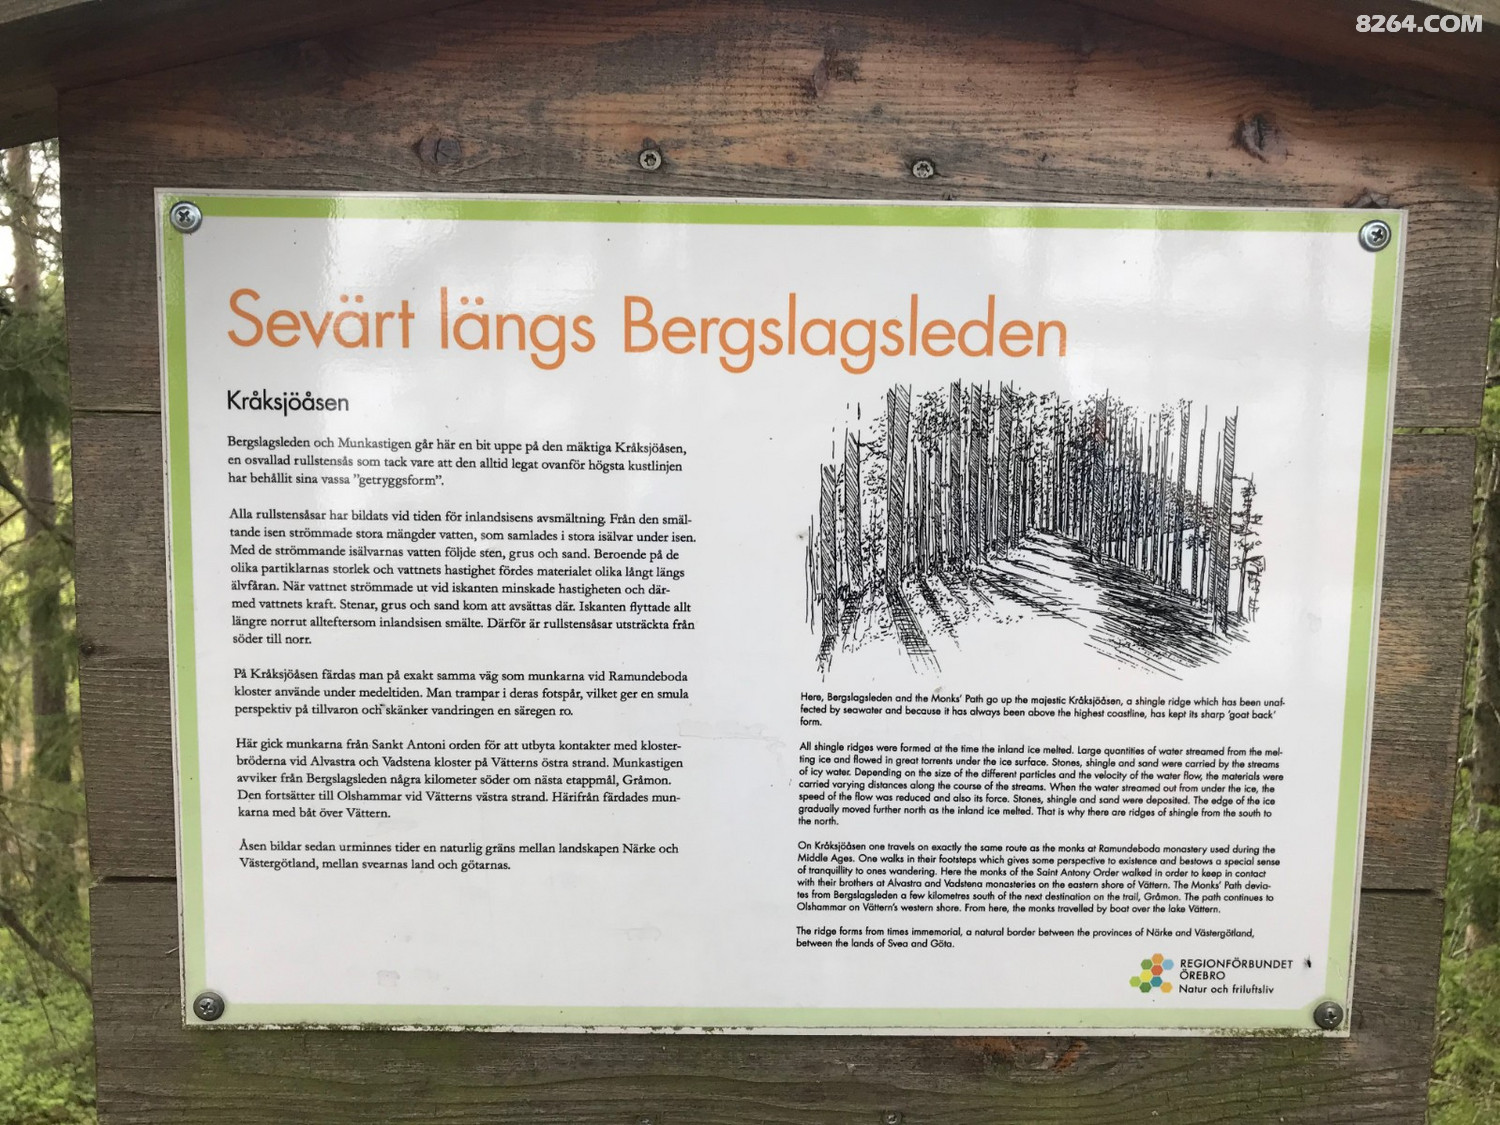 8264.COM
Sevärt längs Bergslagsleden
Kråksjöåsen
Bergslagsleden och Munkastigen går här en bit uppe på den mäktiga Kråksjöåsen,
en osvallad rullstensås som tack vare att den alltid legat ovanför högsta kustlinjen
har behållit sina vassa ”getryggsform”.
Alla rullstensåsar har bildats vid tiden för inlandsisens avsmältning. Från den smäl-
tande isen strömmade stora mängder vatten, som samlades i stora isälvar under isen.
Med de strömmande isälvarnas vatten följde sten, grus och sand. Beroende på de
olika partiklarnas storlek och vattnets hastighet fördes materialet olika långt längs
älvfåran. När vattnet strömmade ut vid iskanten minskade hastigheten och där-
med vattnets kraft. Stenar, grus och sand kom att avsättas där. Iskanten flyttade allt
längre norrut allteftersom inlandsisen smälte. Därför är rullstensåsar utsträckta från
söder till norr.
På Kråksjöåsen färdas man på exakt samma väg som munkarna vid Ramundeboda
kloster använde under medeltiden. Man trampar i deras fotspår, vilket ger en smula
perspektiv på tillvaron och skänker vandringen en säregen ro.
Här gick munkarna från Sankt Antoni orden för att utbyta kontakter med kloster-
bröderna vid Alvastra och Vadstena kloster på Vätterns östra strand. Munkastigen
avviker från Bergslagsleden några kilometer söder om nästa etappmål, Gråmon.
Den fortsätter till Olshammar vid Vätterns västra strand. Härifrån färdades mun-
karna med båt över Vättern.
Åsen bildar sedan urminnes tider en naturlig gräns mellan landskapen Närke och
Västergötland, mellan svearnas land och götarnas.
Here, Bergslagsleden and the Monks' Path go up the majestic Kråksjöåsen, a shingle ridge which has been unaf-
fected by seawater and because it has always been above the highest coastline, has kept its sharp 'goat back'
form.
All shingle ridges were formed at the time the inland ice melted. Large quantities of water streamed from the mel-
ting ice and flowed in great torrents under the ice surface. Stones, shingle and sand were carried by the streams
of icy water. Depending on the size of the different particles and the velocity of the water flow, the materials were
carried varying distances along the course of the streams. When the water streamed out from under the ice, the
speed of the flow was reduced and also its force. Stones, shingle and sand were deposited. The edge of the ice
gradually moved further north as the inland ice melted. That is why there are ridges of shingle from the south to
the north.
On Kråksjöåsen one travels on exactly the same route as the monks at Ramundeboda monastery used during the
Middle Ages. One walks in their footsteps which gives some perspective to existence and bestows a special sense
of tranquillity to ones wandering. Here the monks of the Saint Antony Order walked in order to keep in contact
with their brothers at Alvastra and Vadstena monasteries on the eastern shore of Vättern. The Monks' Path devia-
tes from Bergslagsleden a few kilometres south of the next destination on the trail, Gråmon. The path continues to
Olshammar on Vättern's western shore. From here, the monks travelled by boat over the lake Vättern.
The ridge forms from times immemorial, a natural border between the provinces of Närke and Västergötland,
between the lands of Svea and Göta.
REGIONFÖRBUNDET
ÖREBRO
Natur och friluftsliv